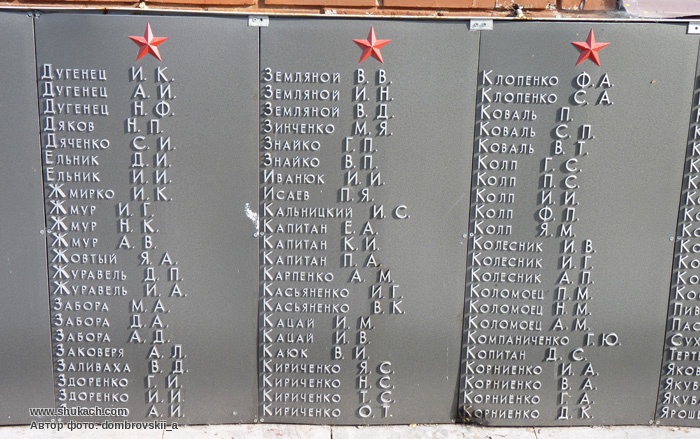 Дугенец И. К.
Дугенец А. И.
Дугенец Н. Ф.
Дяков Н. П.
Дяченко С. И.
Ельник Д. И.
Ельник И. И.
Жмирко И. К.
Жмур И. Г.
Жмур Н. К.
Жмур А. В.
Жовтый Я. А.
Журавель Д. П.
Журавель И. А.
Забора М. А.
Забора Д. А.
Забора А. Д.
Заковеря А. Л.
Заливаха В. Д.
Здоренко Г. И.
Здоренко И. И.
А. И.
Земляной В. В.
Земляной И. Н.
Земляной В. Д.
Зинченко М. Я.
Знайко Г. П.
Знайко В. П.
Иванюк И. И.
Исаев П. Я.
Кальницкий И. С.
Капитан Е. А.
Капитан К. И.
Капитан П. А.
Карпенко А. М.
Касьяненко И. Г.
Касьяненко В. К.
Кацай И. М.
Кацай И. В.
Каюк В. И.
Кириченко Я. С.
Кириченко Н. С.
Кириченко Т. С.
Кириченко О. Т.
Клопенко Ф. А.
Клопенко С. А.
Коваль П.
Коваль С. П.
Коваль В. Т.
Колп Г. С.
Колп П. С.
Колп И. И.
Колп Ф. П.
Колп Я. М.
Колесник И. В.
Колесник И. Г.
Колесник А. П.
Коломоец П. М.
Коломоец Н. М.
Коломоец А. М.
Компаниченко Г. Ю.
Копитан Д. С.
Корниенко И. А.
Корниенко В. А.
Корниенко Г. А.
Корниенко Д. К.
www.shukach.com
Автор фото: dombrovskii_a